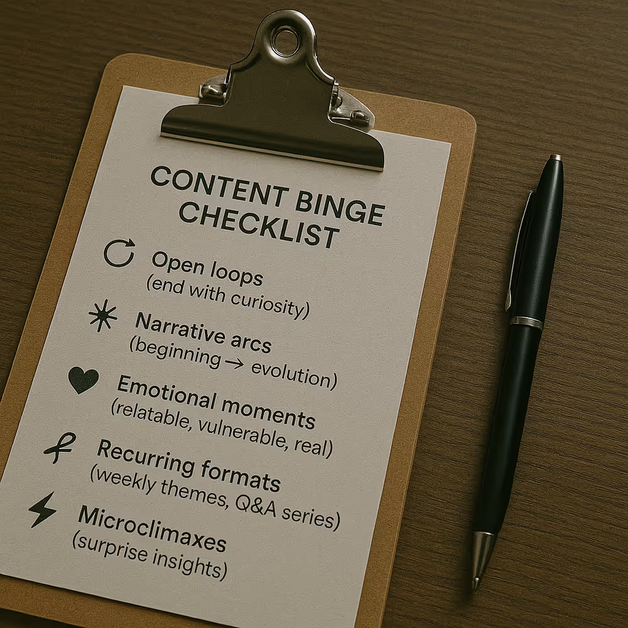 CONTENT BINGE
CHECKLIST
Open loops
(end with curiosity)
Narrative arcs
(beginning → evolution)
Emotional moments
(relatable, vulnerable, real)
Recurring formats
(weekly themes, Q&A series)
Microclimaxes
(surprise insights)